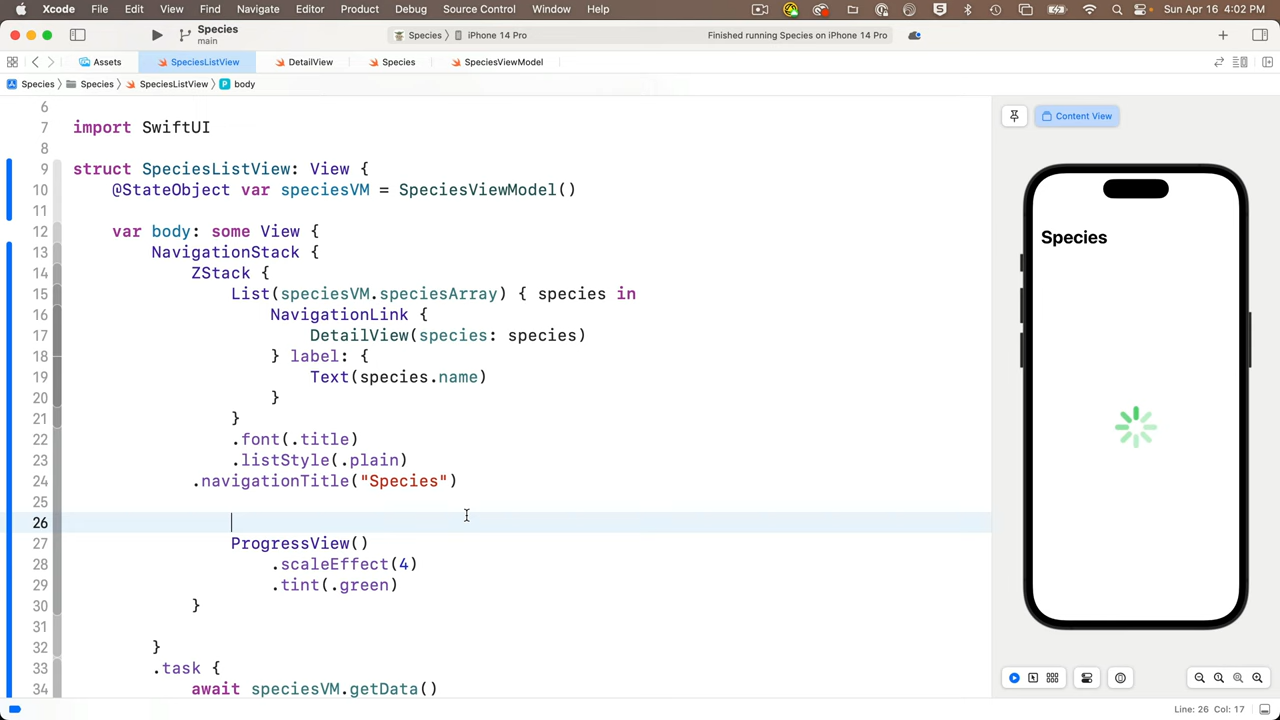 Xcode File Edit View Find Navigate Editor Product Debug Source Control Window Help Sun Apr 16 4:02 PM
Species
main
Species iPhone 14 Pro
Finished running Species on iPhone 14 Pro
Assets SpeciesListView DetailView Species SpeciesViewModel
Species Species SpeciesListView P body
6
7 import SwiftUI
8
9 struct SpeciesListView: View {
10 @StateObject var speciesVM = SpeciesViewModel()
11
12 var body: some View {
13 NavigationStack {
14 ZStack {
15 List(speciesVM.speciesArray) { species in
16 NavigationLink {
17 DetailView(species: species)
18 } label: {
19 Text(species.name)
20 }
21 }
22 .font(.title)
23 .listStyle(.plain)
24 .navigationTitle("Species")
25
26
27 ProgressView()
28 .scaleEffect(4)
29 .tint(.green)
30 }
31
32 }
33 .task {
34 await speciesVM.getData()
Content View
Species
Line: 26 Col: 17